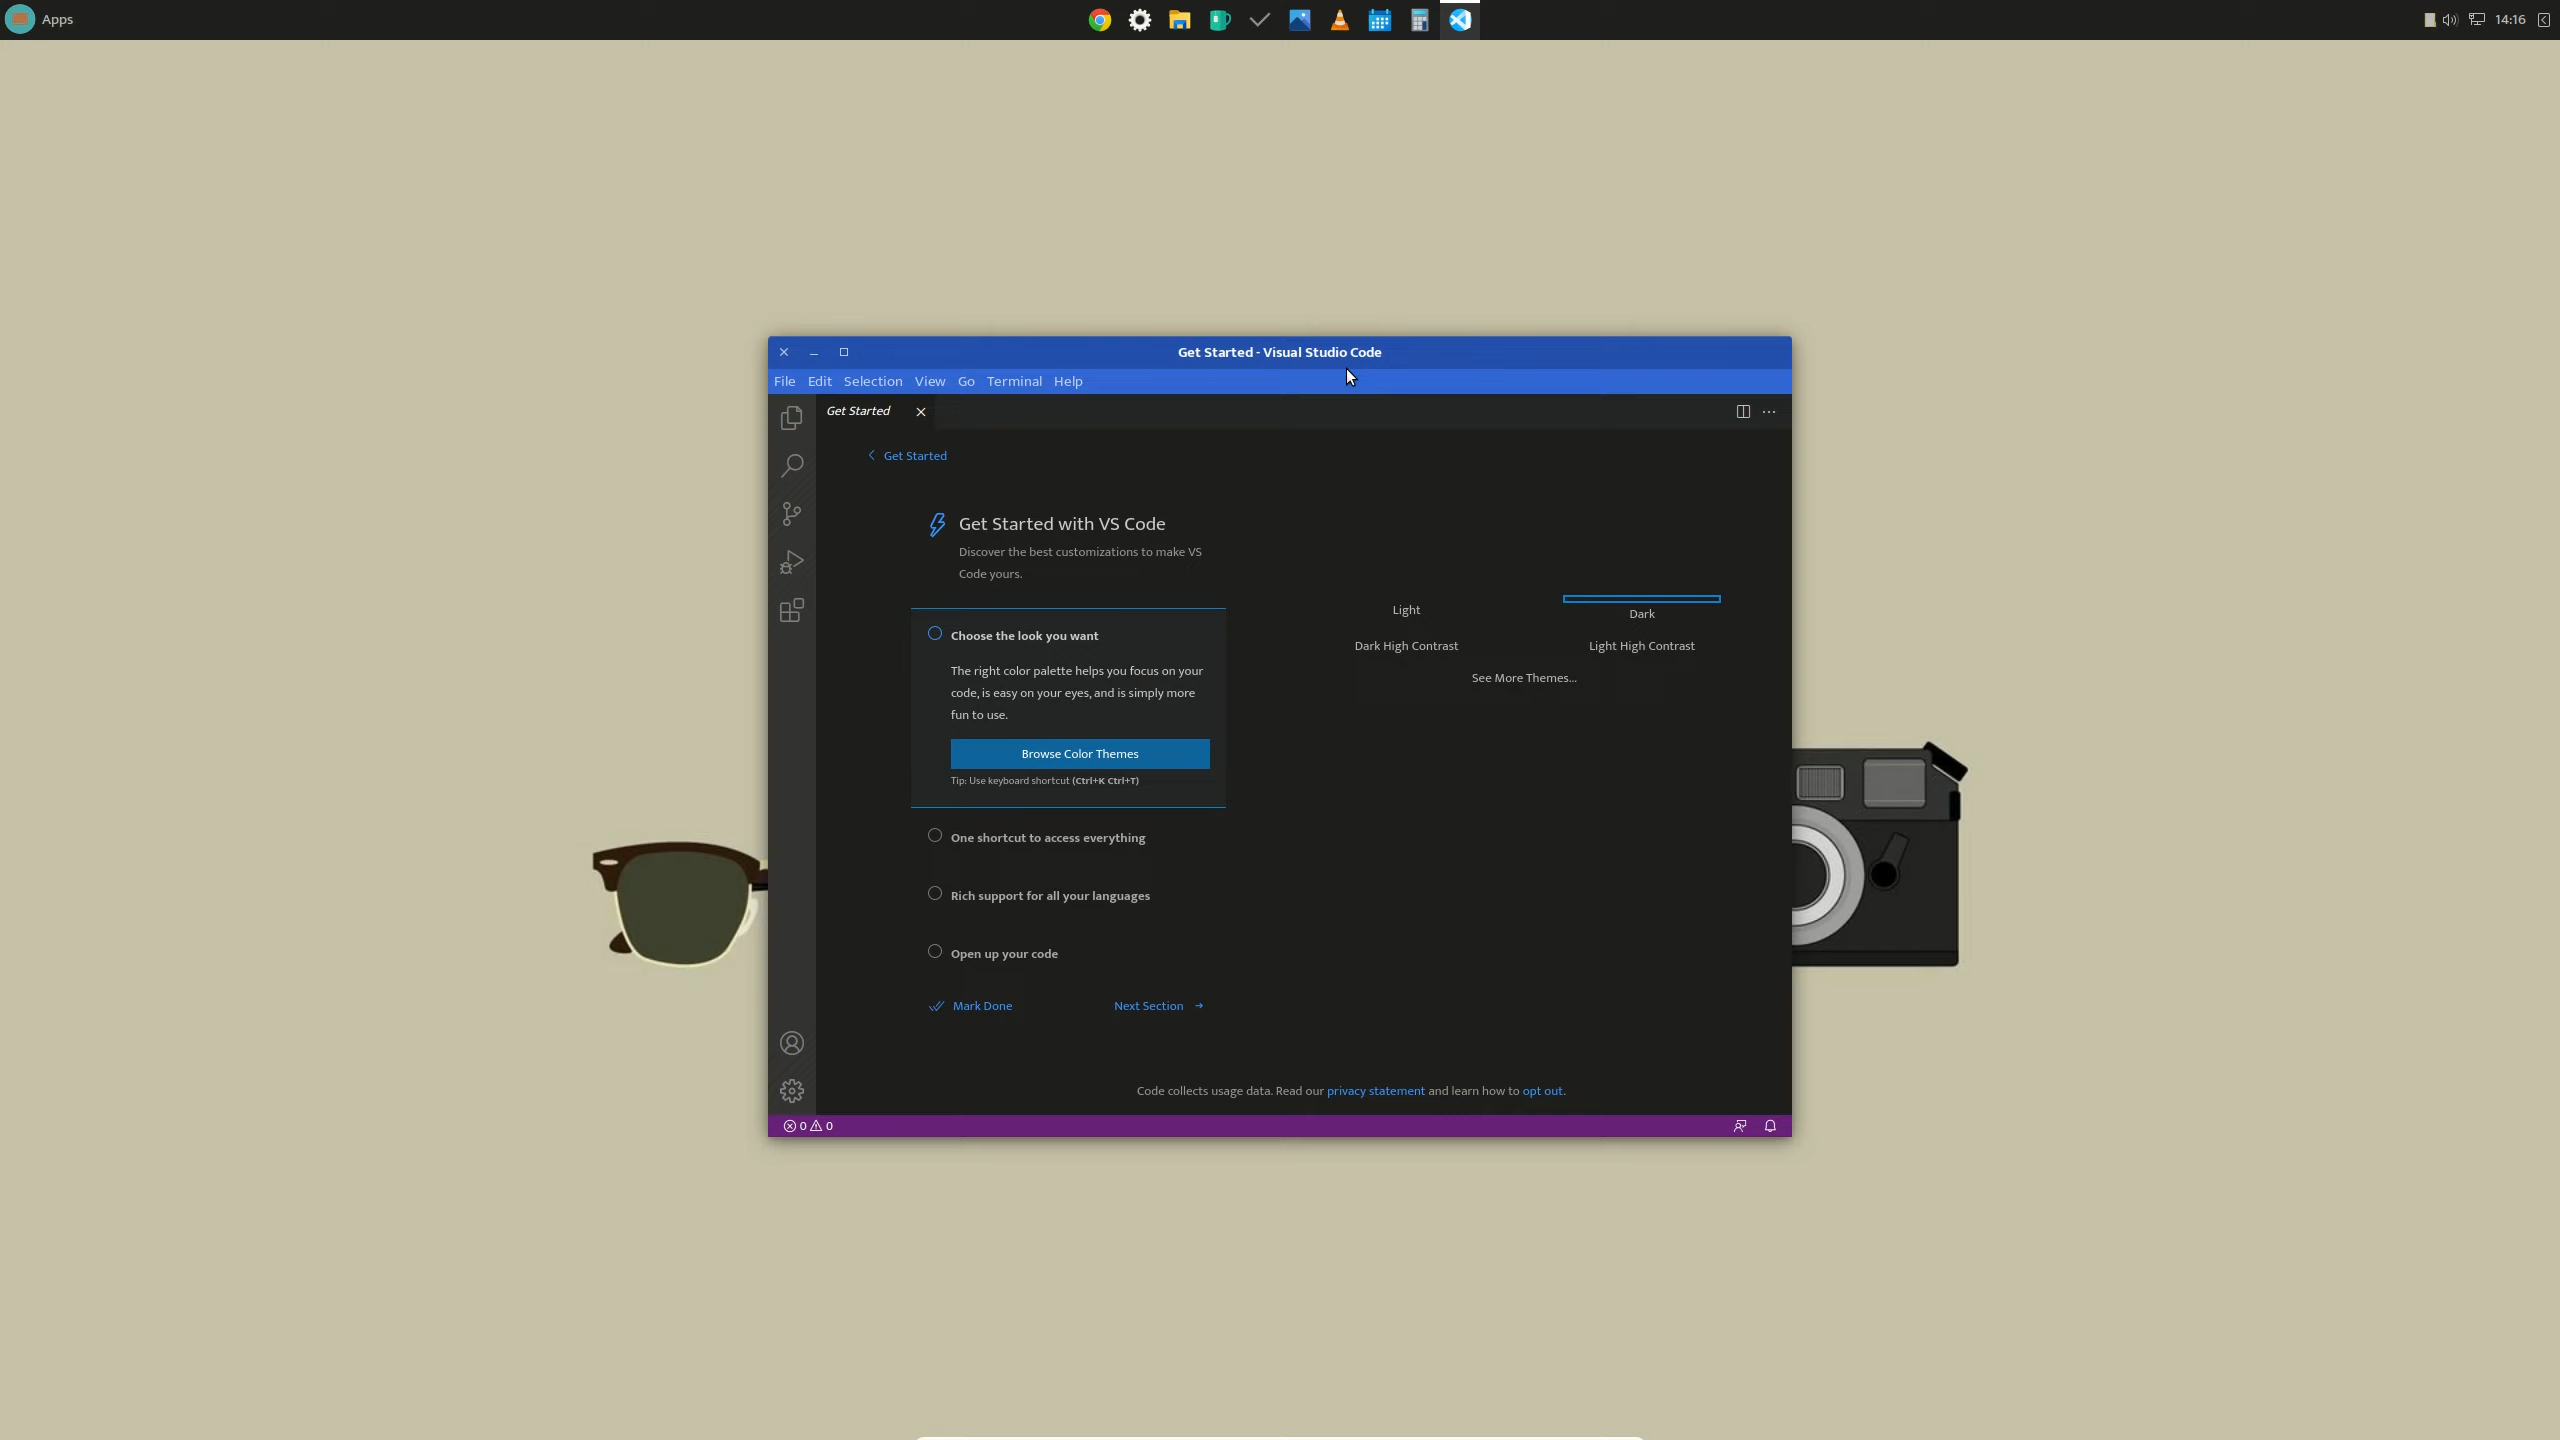 Apps
14:16
Get Started - Visual Studio Code
File Edit Selection View Go Terminal Help
Get Started
Get Started
Get Started with VS Code
Discover the best customizations to make VS
Code yours.
Choose the look you want
The right color palette helps you focus on your
code, is easy on your eyes, and is simply more
fun to use.
Browse Color Themes
Tip: Use keyboard shortcut (Ctrl+K Ctrl+T)
One shortcut to access everything
Rich support for all your languages
Open up your code
Mark Done
Next Section
Light
Dark
Dark High Contrast
Light High Contrast
See More Themes...
Code collects usage data. Read our privacy statement and learn how to opt out.
0 0